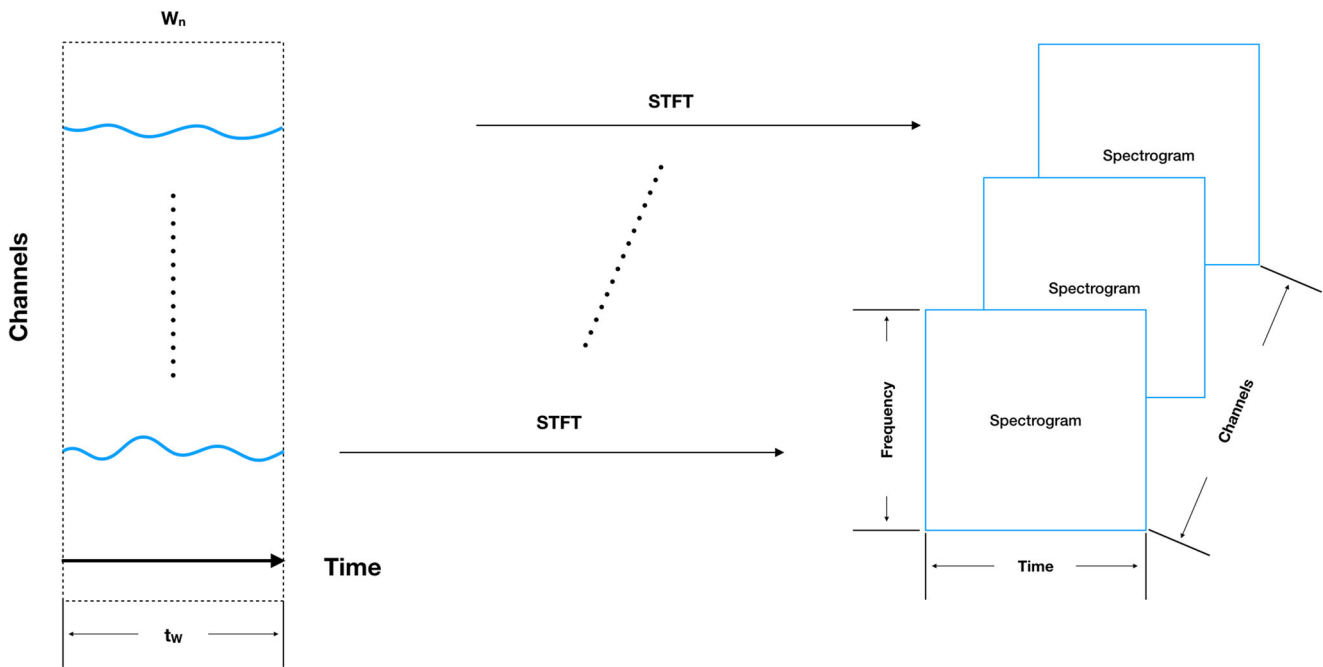 Wn
STFT
Spectrogram
Channels
Spectrogram
Channels
Frequency
Spectrogram
STFT
Time
Time
tw